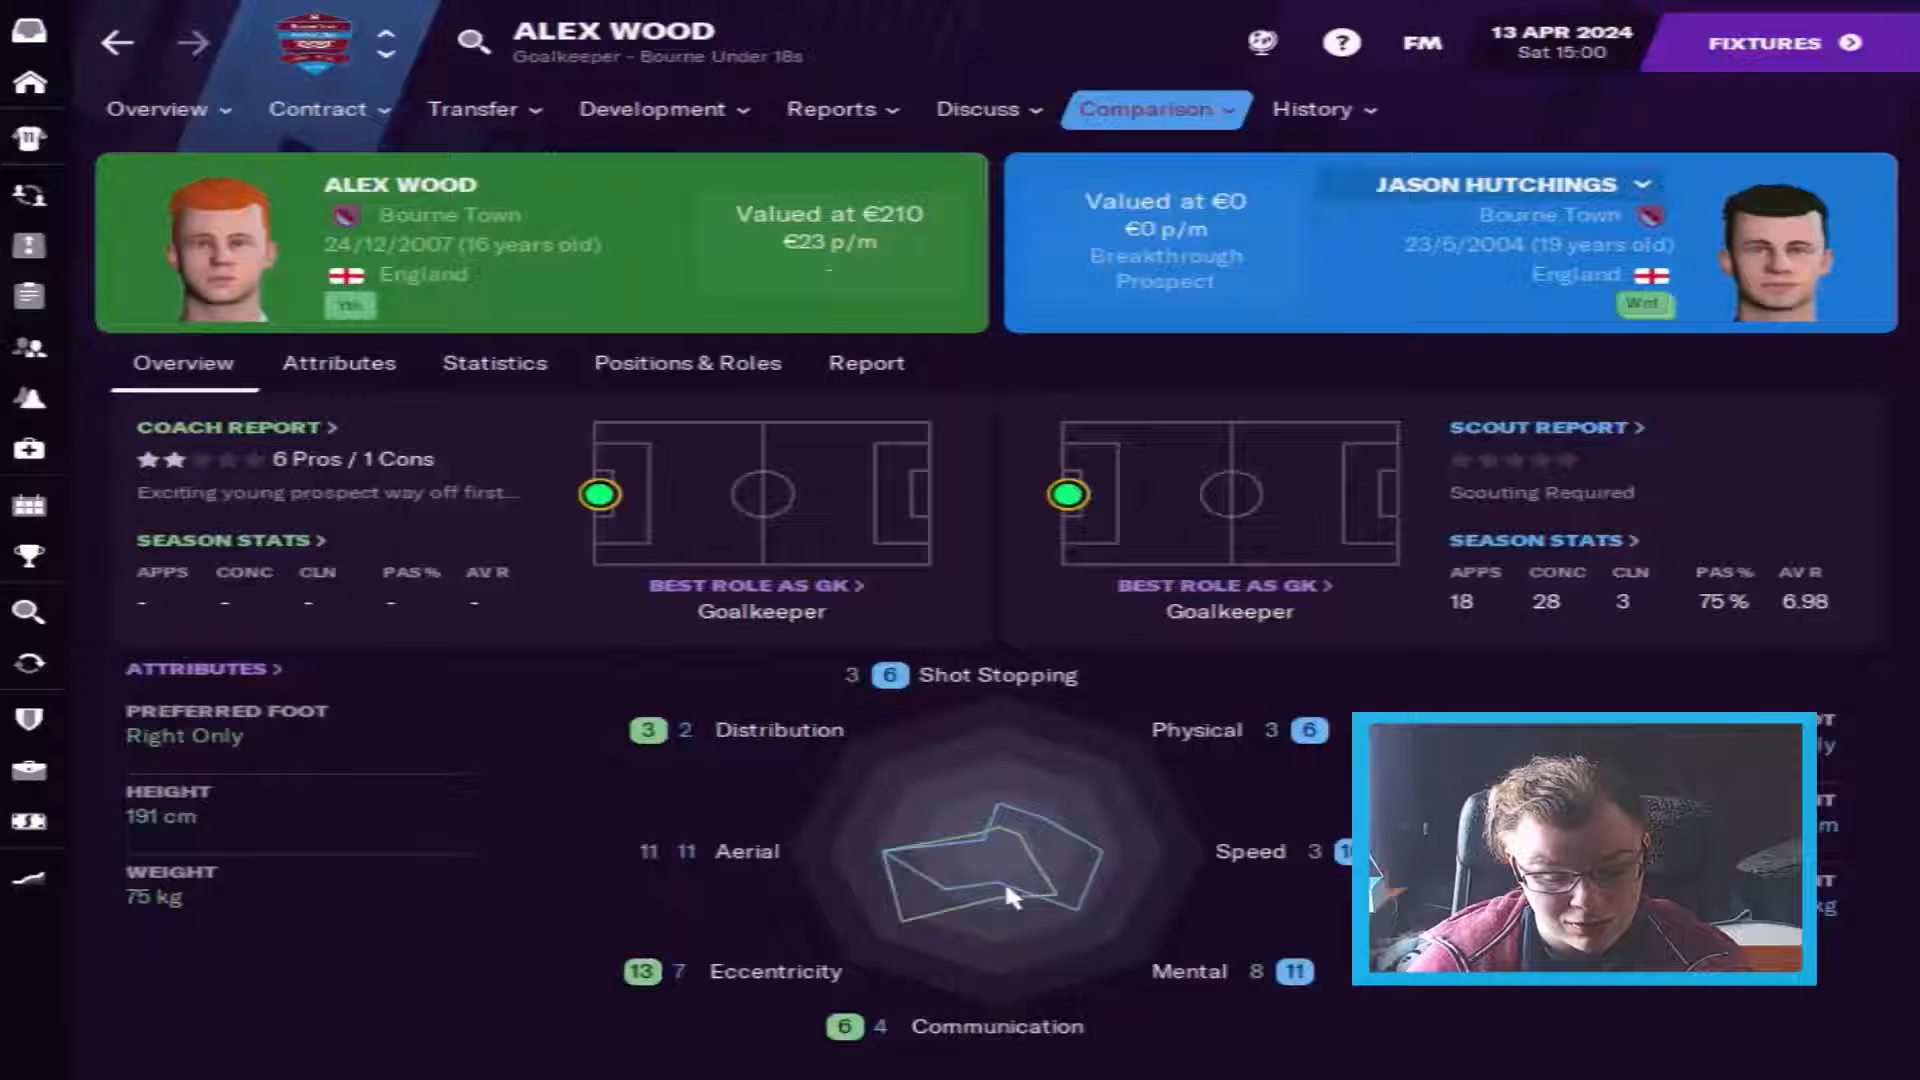 ALEX WOOD
Goalkeeper - Bourne Under 18s
FM
13 APR 2024
Sat 15:00
FIXTURES
Overview
Contract
Transfer
Development
Reports
Discuss
Comparison
History
ALEX WOOD
Bourne Town
24/12/2007 (16 years old)
England
Valued at €210
€23 p/m
-
Valued at €0
€0 p/m
Breakthrough
Prospect
JASON HUTCHINGS
Bourne Town
23/5/2004 (19 years old)
England
Wnt
Overview
Attributes
Statistics
Positions & Roles
Report
COACH REPORT >
6 Pros / 1 Cons
Exciting young prospect way off first...
SEASON STATS >
APPS CONC CLN PAS % AV R
- - - - -
BEST ROLE AS GK >
Goalkeeper
BEST ROLE AS GK >
Goalkeeper
SCOUT REPORT >
Scouting Required
SEASON STATS >
APPS CONC CLN PAS % AV R
18 28 3 75 % 6.98
ATTRIBUTES >
PREFERRED FOOT
Right Only
HEIGHT
191 cm
WEIGHT
75 kg
3 6 Shot Stopping
3 2 Distribution
Physical 3 6
11 11 Aerial
Speed 3
13 7 Eccentricity
Mental 8 11
6 4 Communication